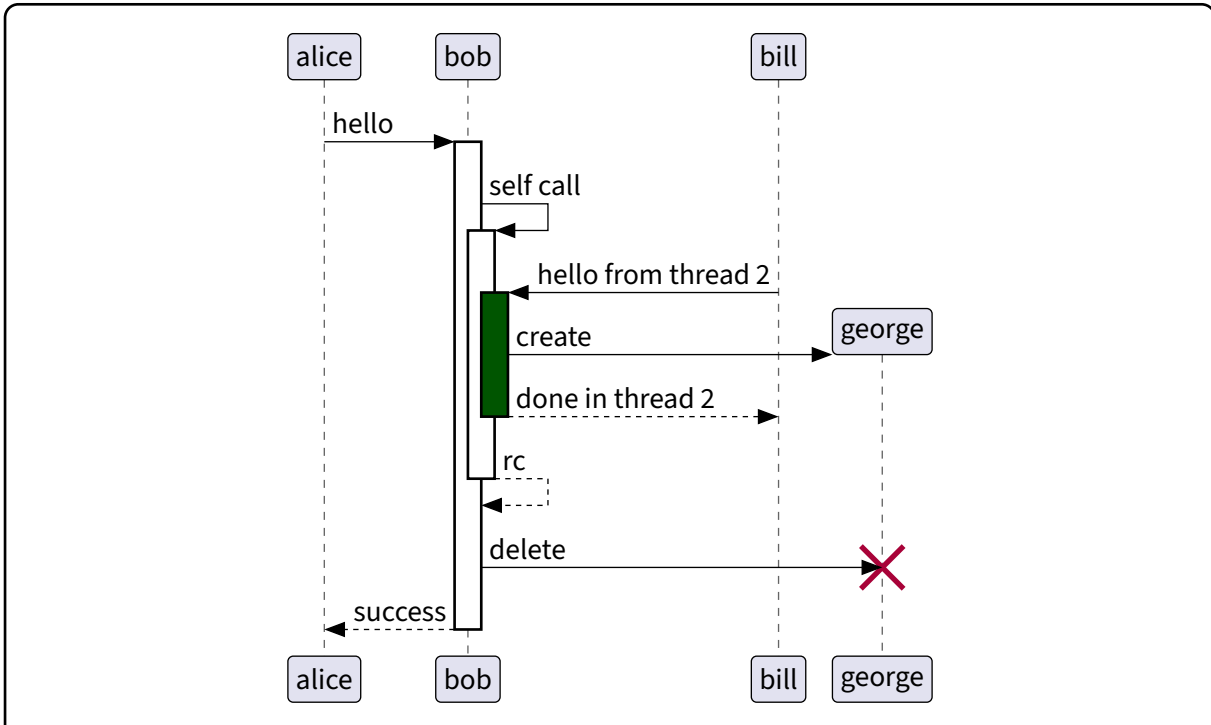 alice bob bill
hello
self call
hello from thread 2
george
create
done in thread 2
rc
delete
success
alice bob bill george